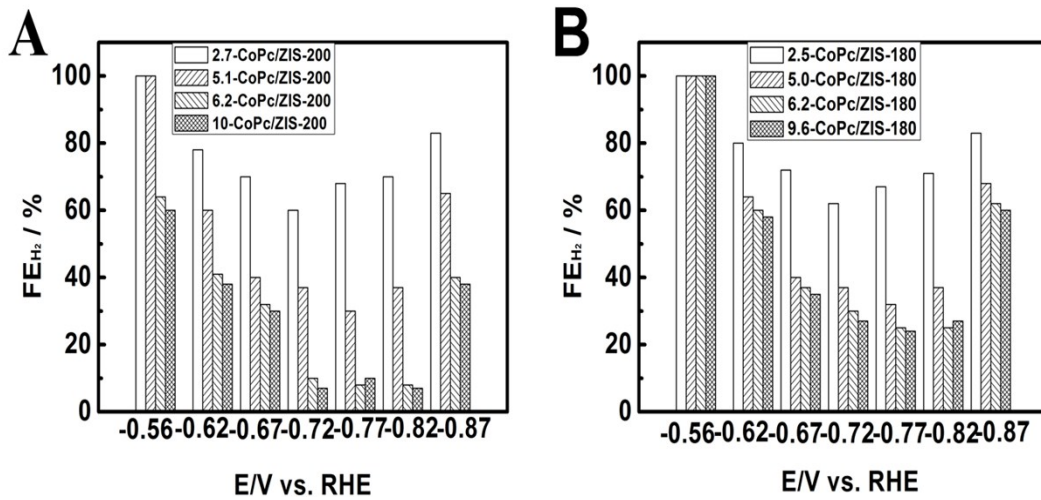 A
2.7-CoPc/ZIS-200
5.1-CoPc/ZIS-200
6.2-CoPc/ZIS-200
10-CoPc/ZIS-200
100
80
60
40
20
0
FEH₂ / %
-0.56 -0.62 -0.67 -0.72 -0.77 -0.82 -0.87
E/V vs. RHE
B
2.5-CoPc/ZIS-180
5.0-CoPc/ZIS-180
6.2-CoPc/ZIS-180
9.6-CoPc/ZIS-180
100
80
60
40
20
0
FEH₂ / %
-0.56 -0.62 -0.67 -0.72 -0.77 -0.82 -0.87
E/V vs. RHE